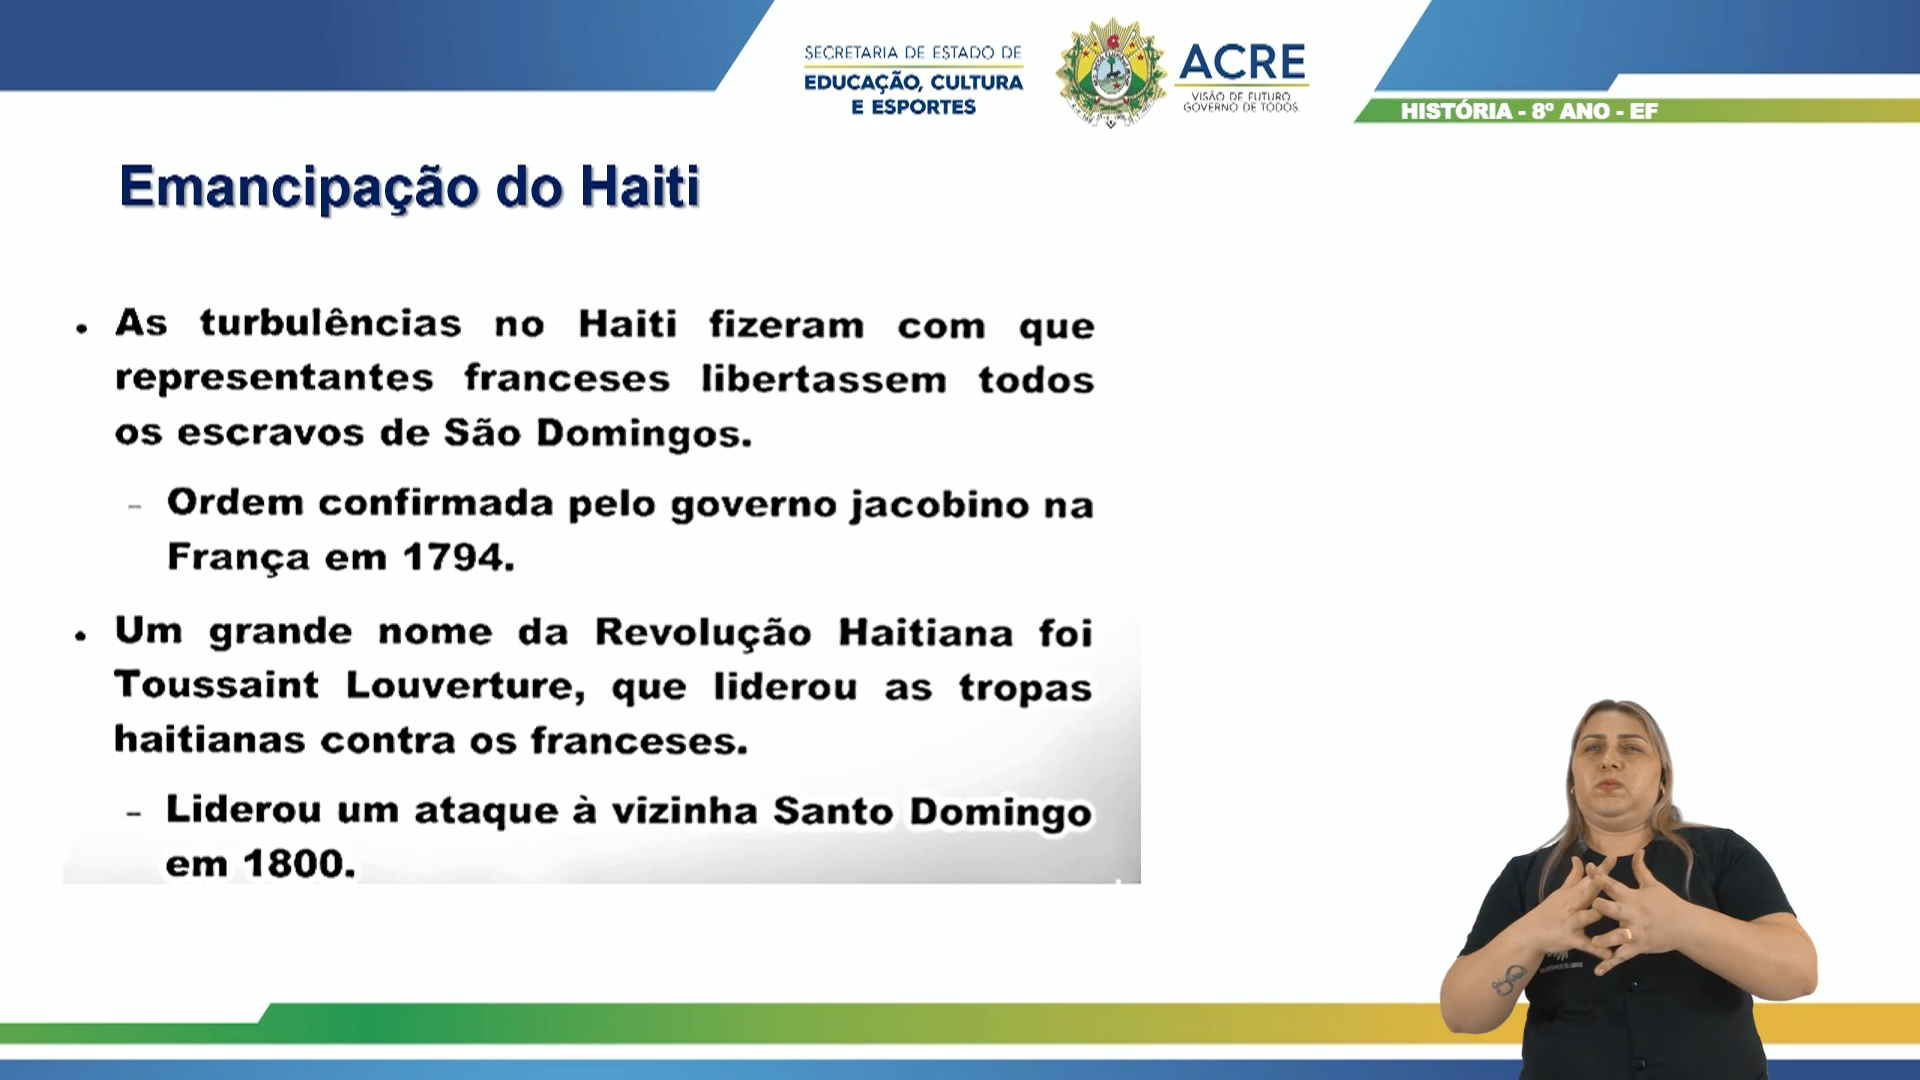 SECRETARIA DE ESTADO DE
EDUCAÇÃO, CULTURA
E ESPORTES
ACRE
VISÃO DE FUTURO
GOVERNO DE TODOS
HISTÓRIA - 8º ANO - EF
Emancipação do Haiti
• As turbulências no Haiti fizeram com que
representantes franceses libertassem todos
os escravos de São Domingos.
– Ordem confirmada pelo governo jacobino na
França em 1794.
• Um grande nome da Revolução Haitiana foi
Toussaint Louverture, que liderou as tropas
haitianas contra os franceses.
– Liderou um ataque à vizinha Santo Domingo
em 1800.